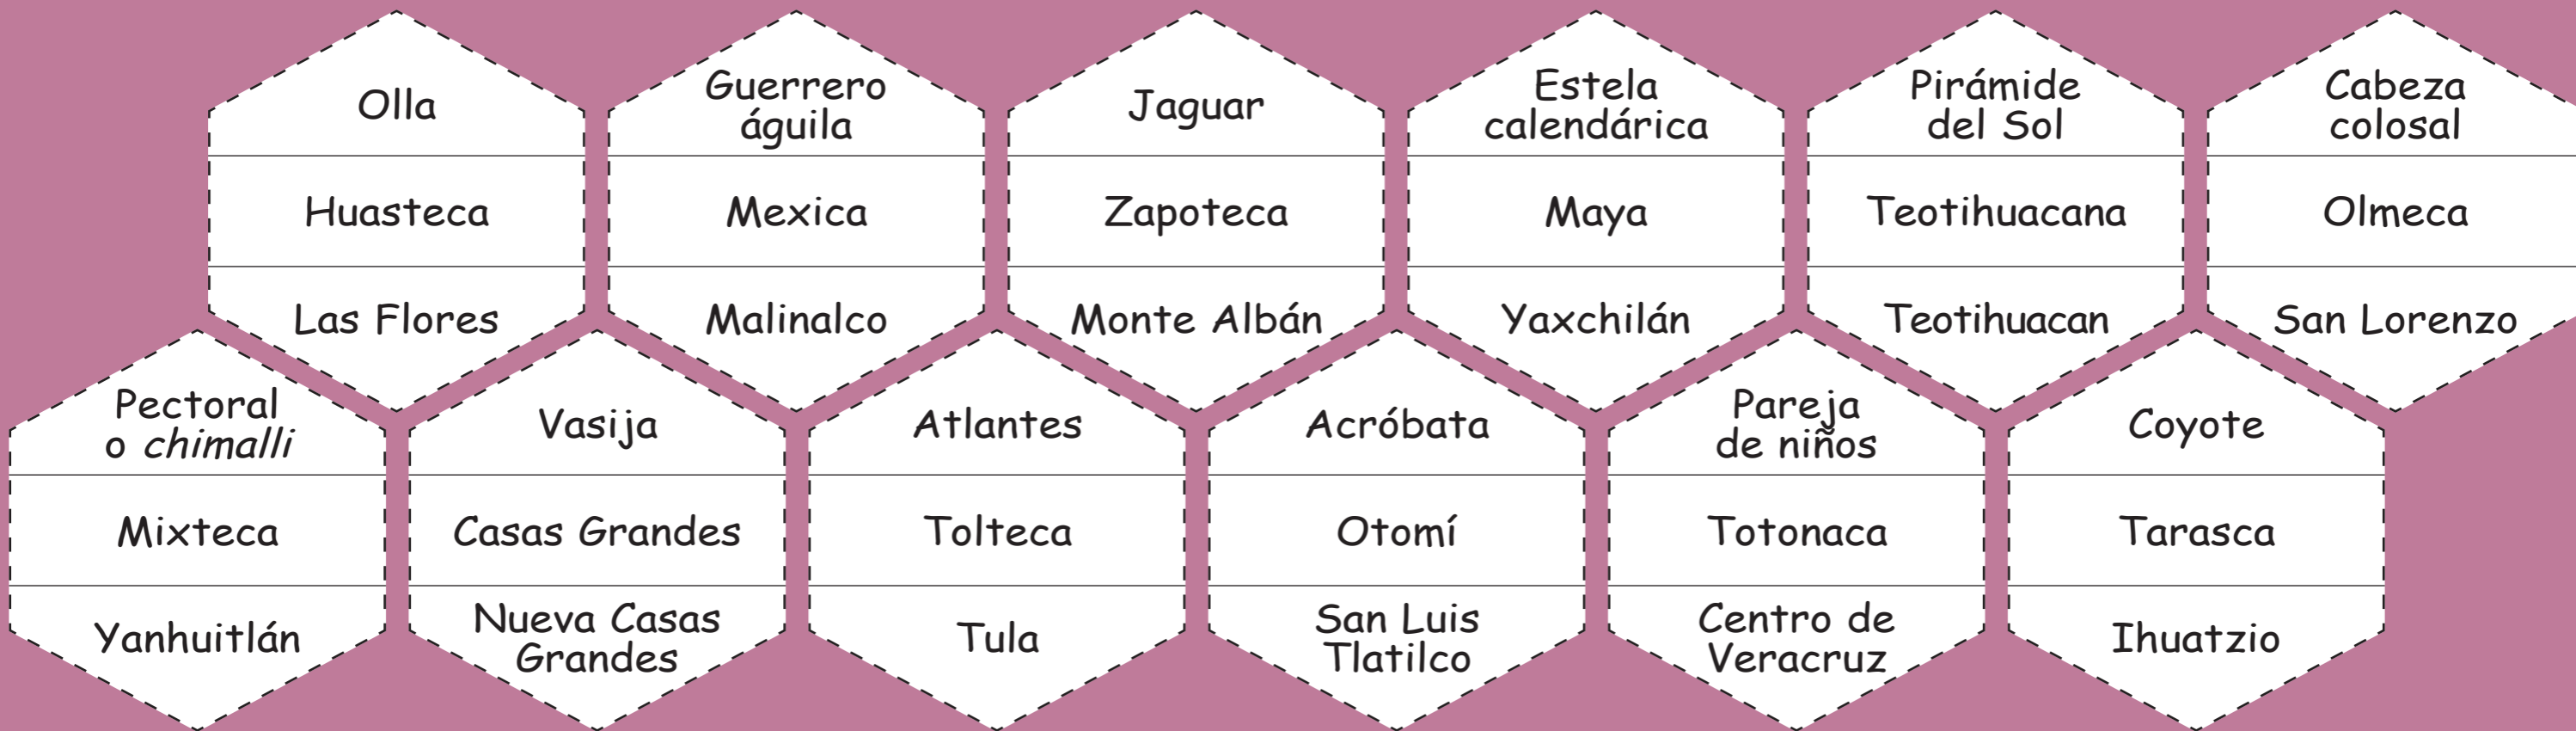 Olla
Huasteca
Las Flores
Guerrero
águila
Mexica
Malinalco
Jaguar
Zapoteca
Monte Albán
Estela
calendárica
Maya
Yaxchilán
Pirámide
del Sol
Teotihuacana
Teotihuacan
Cabeza
colosal
Olmeca
San Lorenzo
Pectoral
o chimalli
Mixteca
Yanhuitlán
Vasija
Casas Grandes
Nueva Casas
Grandes
Atlantes
Tolteca
Tula
Acróbata
Otomí
San Luis
Tlatilco
Pareja
de niños
Totonaca
Centro de
Veracruz
Coyote
Tarasca
Ihuatzio